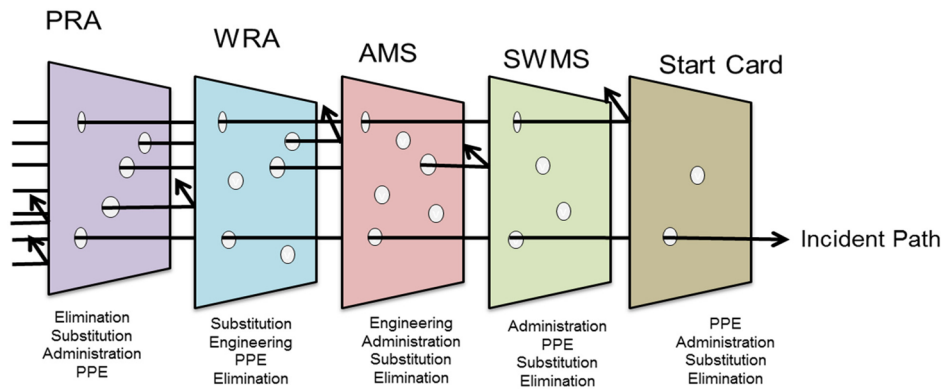 PRA
WRA
AMS
SWMS
Start Card
Incident Path
Elimination
Substitution
Administration
PPE
Substitution
Engineering
PPE
Elimination
Engineering
Administration
Substitution
Elimination
Administration
PPE
Substitution
Elimination
PPE
Administration
Substitution
Elimination